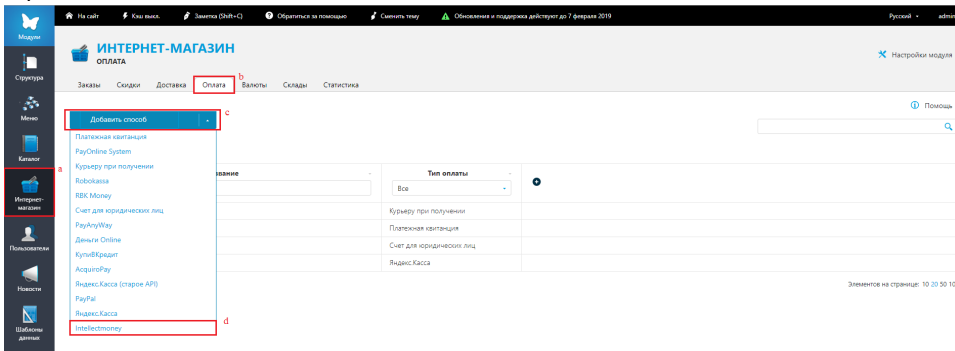 На сайт Кэш выкл. Заметка (Shift+C) Обратиться за помощью Сменить тему Обновления и поддержка действуют до 7 февраля 2019 Русский admin
Модули
Структура
Меню
Каталог
Интернет-
магазин
Пользователи
Новости
Шаблоны
данных
ИНТЕРНЕТ-МАГАЗИН
ОПЛАТА
Настройки модуля
Заказы Скидки Доставка Оплата Валюты Склады Статистика
a
b
c
d
Помощь
Добавить способ
Платежная квитанция
PayOnline System
Курьеру при получении
Robokassa
RBK Money
Счет для юридических лиц
PayAnyWay
Деньги Online
КупиВКредит
AcquiroPay
Яндекс.Касса (старое API)
PayPal
Яндекс.Касса
Intellectmoney
звание
Тип оплаты
Все
Курьеру при получении
Платежная квитанция
Счет для юридических лиц
Яндекс.Касса
Элементов на странице: 10 20 50 10